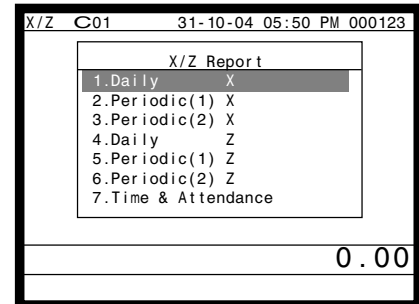 X/Z C01 31-10-04 05:50 PM 000123
X/Z Report
1.Daily X
2.Periodic(1) X
3.Periodic(2) X
4.Daily Z
5.Periodic(1) Z
6.Periodic(2) Z
7.Time & Attendance
0.00